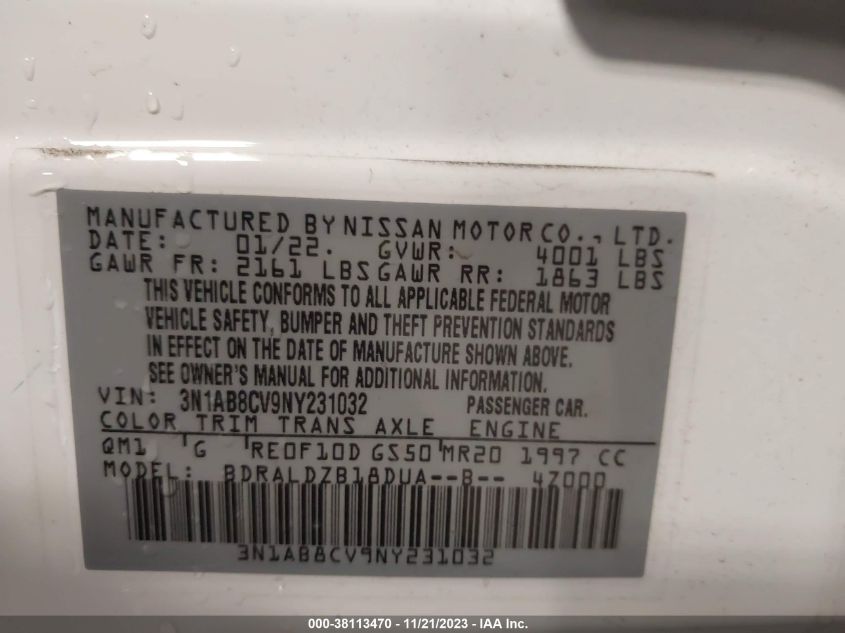 MANUFACTURED BY NISSAN MOTOR CO., LTD.
DATE: 01/22. GVWR: 4001 LBS
GAWR FR: 2161 LBS GAWR RR: 1863 LBS
THIS VEHICLE CONFORMS TO ALL APPLICABLE FEDERAL MOTOR
VEHICLE SAFETY, BUMPER AND THEFT PREVENTION STANDARDS
IN EFFECT ON THE DATE OF MANUFACTURE SHOWN ABOVE.
SEE OWNER'S MANUAL FOR ADDITIONAL INFORMATION.
VIN: 3N1AB8CV9NY231032 PASSENGER CAR.
COLOR TRIM TRANS AXLE ENGINE
QM1 G RE0F10D GS50 MR20 1997 CC
MODEL: BDRALDZB18DUA--B-- 47000
3N1AB8CV9NY231032
000-38113470 - 11/21/2023 - IAA Inc.